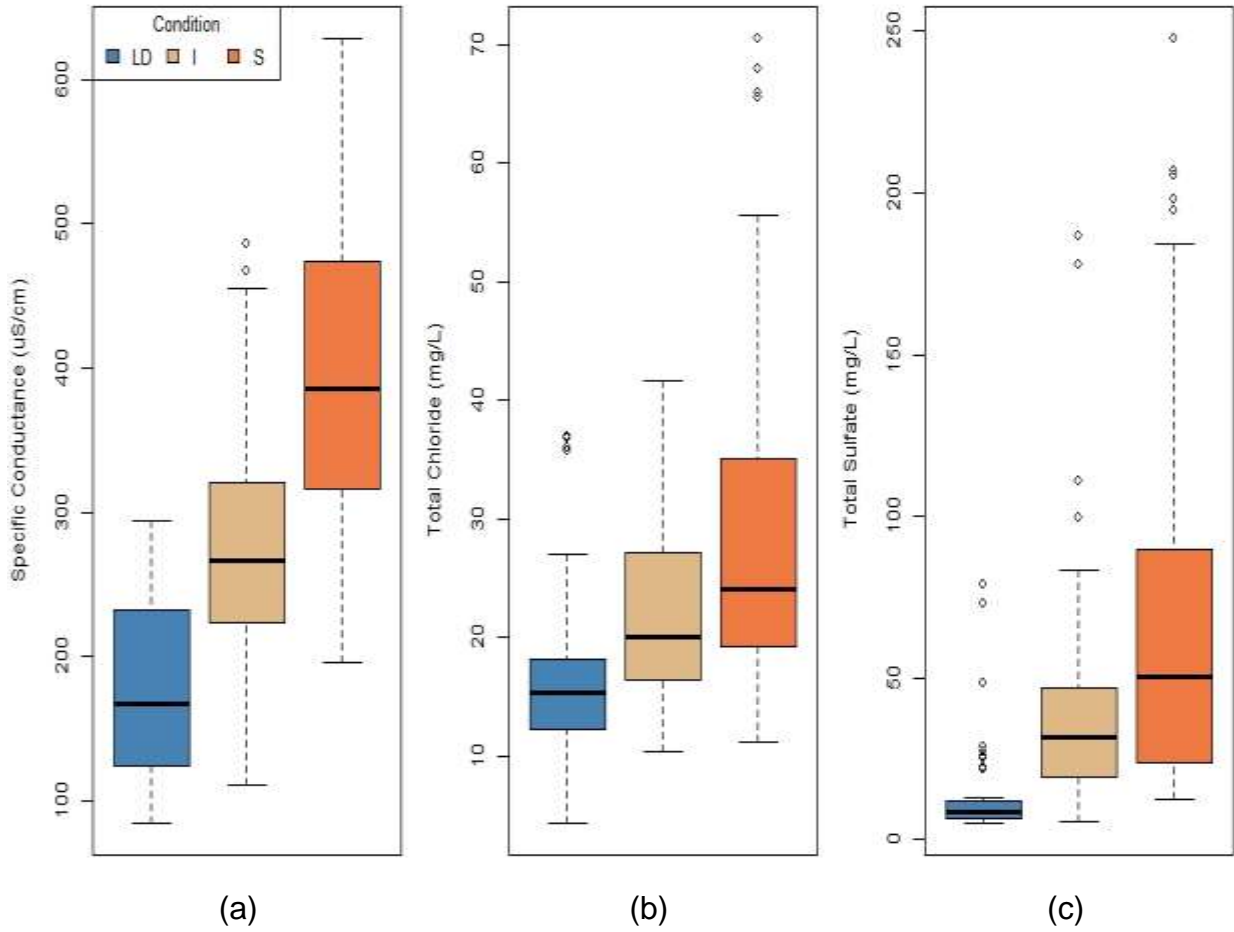 Condition
LD I S
Specific Conductance (uS/cm)
600
500
400
300
200
100
(a)
Total Chloride (mg/L)
70
60
50
40
30
20
10
(b)
Total Sulfate (mg/L)
250
200
150
100
50
0
(c)